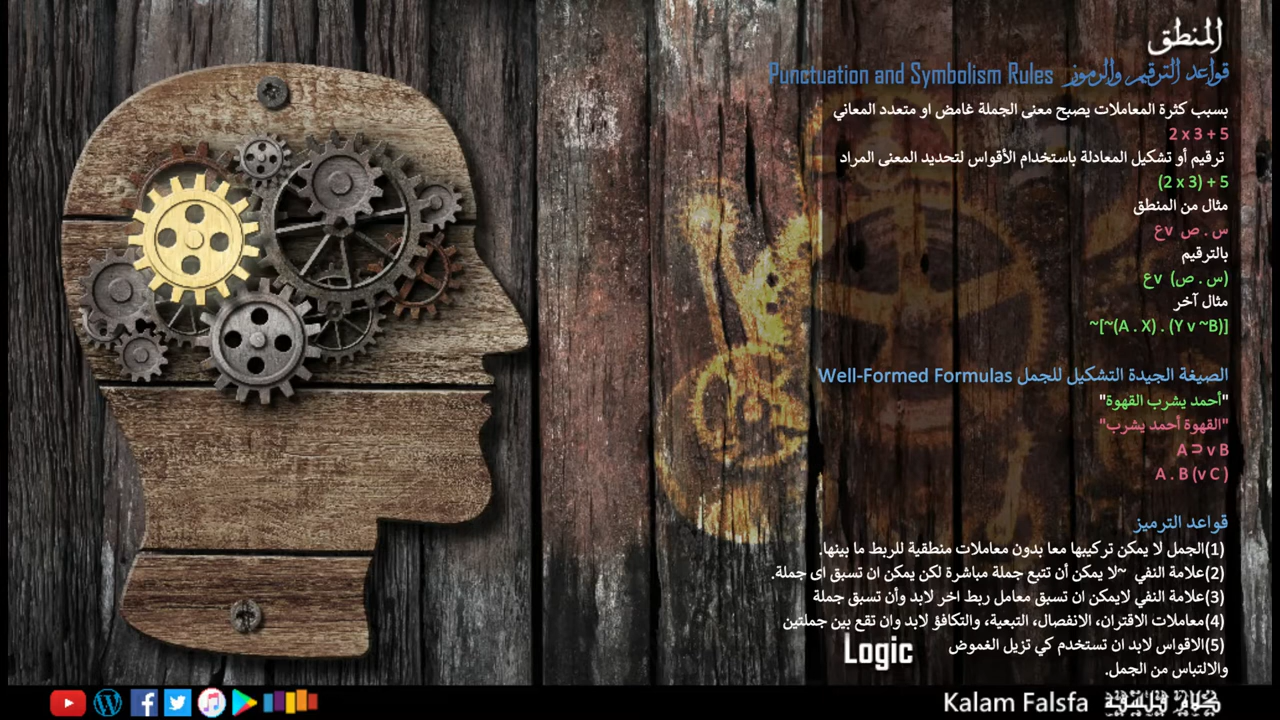 المنطق
قواعد الترقيم والرموز Punctuation and Symbolism Rules
بسبب كثرة المعاملات يصبح معنى الجملة غامض او متعدد المعاني
2 x 3 + 5
ترقيم أو تشكيل المعادلة باستخدام الأقواس لتحديد المعنى المراد
(2 x 3) + 5
مثال من المنطق
س . ص v ع
بالترقيم
(س . ص) v ع
مثال آخر
~[~(A . X) . (Y v ~B)]
الصيغة الجيدة التشكيل للجمل Well-Formed Formulas
"أحمد يشرب القهوة"
"القهوة أحمد يشرب"
A ⊃ v B
A . B (v C )
قواعد الترميز
(1)الجمل لا يمكن تركيبها معا بدون معاملات منطقية للربط ما بينها.
(2)علامة النفي ~لا يمكن أن تتبع جملة مباشرة لكن يمكن ان تسبق اى جملة.
(3)علامة النفي لايمكن ان تسبق معامل ربط اخر لابد وأن تسبق جملة
(4)معاملات الاقتران، الانفصال، التبعية، والتكافؤ لابد وان تقع بين جملتين
(5)الاقواس لابد ان تستخدم كي تزيل الغموض
والالتباس من الجمل.
Logic
Kalam Falsfa كلام فلسفة